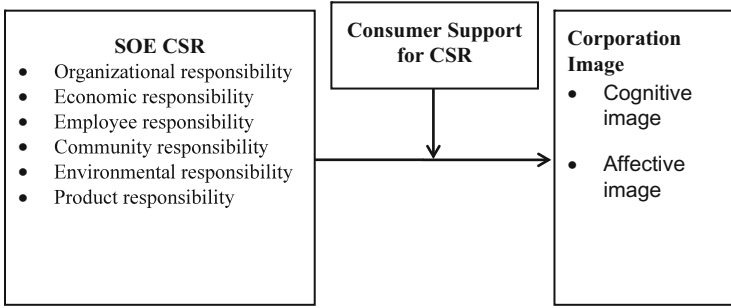 SOE CSR
• Organizational responsibility
• Economic responsibility
• Employee responsibility
• Community responsibility
• Environmental responsibility
• Product responsibility
Consumer Support
for CSR
Corporation
Image
• Cognitive
image
• Affective
image